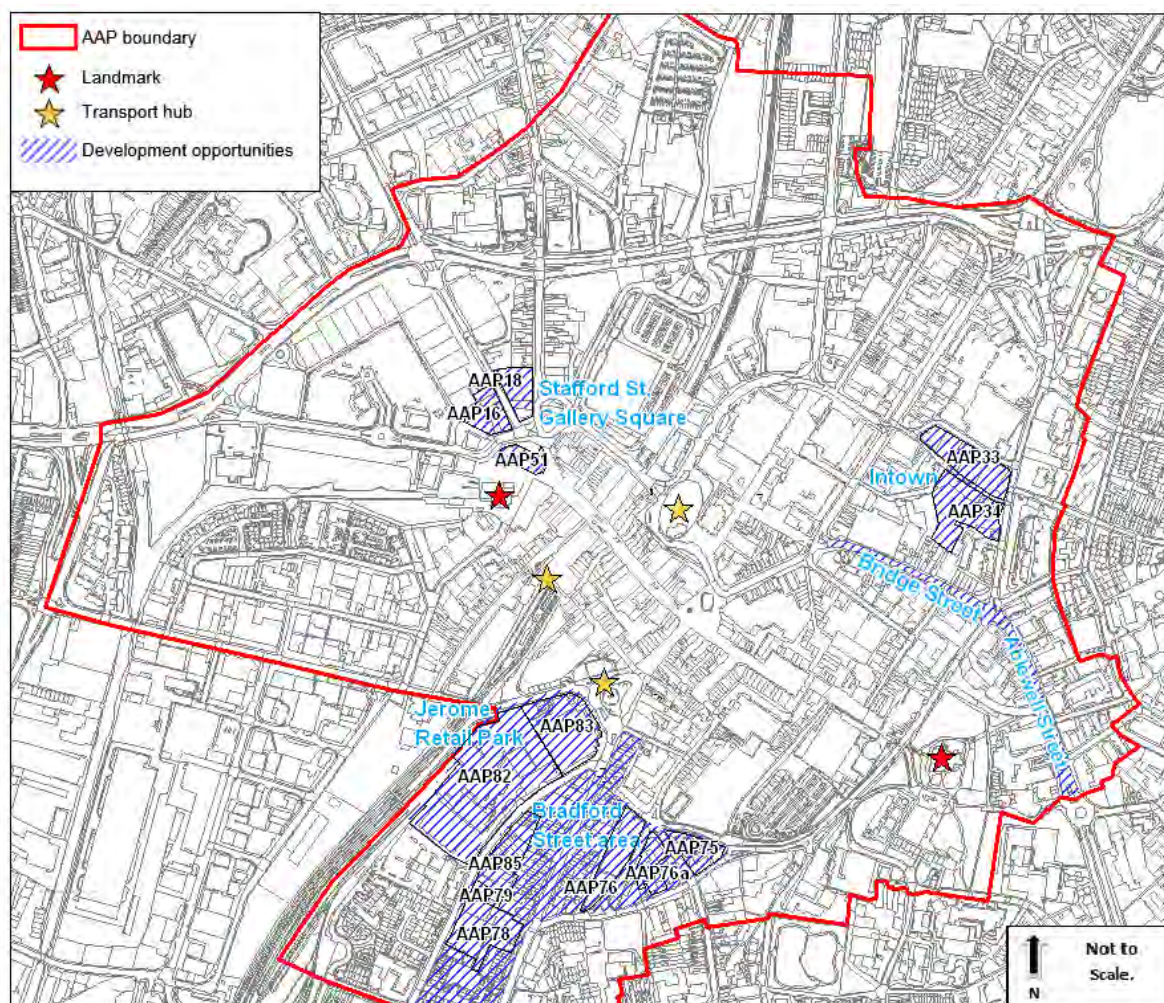 AAP boundary
Landmark
Transport hub
Development opportunities
AAP18
AAP16
Stafford St.
Gallery Square
AAP51
AAP33
Intown
AAP34
Bridge Street
Ablewell Street
Jerome
Retail Park
AAP83
AAP82
Bradford
Street area
AAP75
AAP85
AAP76a
AAP76
AAP79
AAP78
Not to
Scale.
N